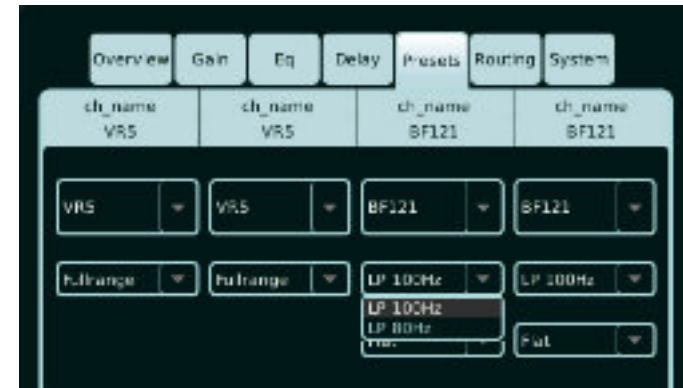 Overview Gain Eq Delay Presets Routing System
ch_name ch_name ch_name ch_name
VR5 VR5 BF121 BF121
VR5 VR5 BF121 BF121
Fullrange Fullrange LP 100Hz LP 100Hz
LP 100Hz
LP 80Hz
Flat